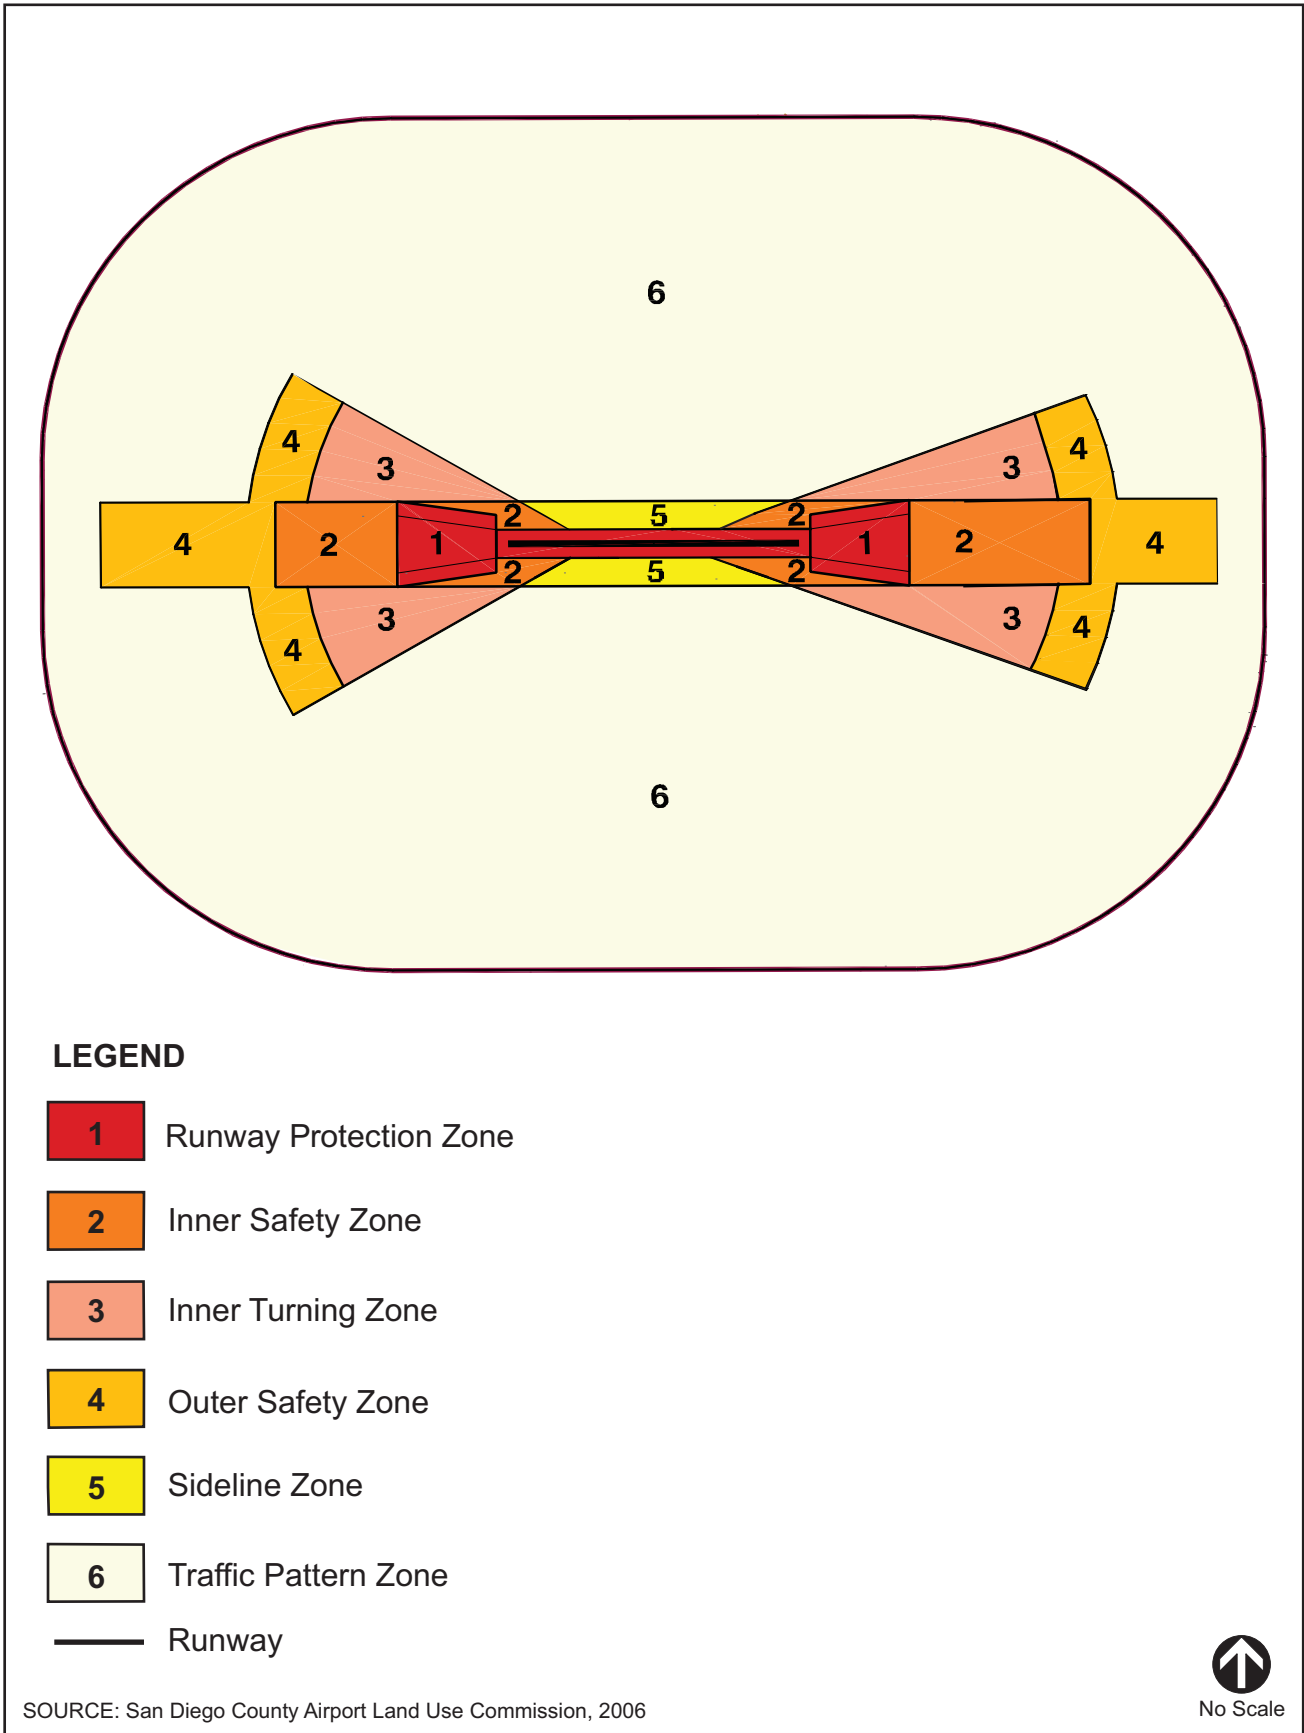 6
4
4
3
3
2
2
5
4
2
1
1
2
4
2
5
2
3
3
4
4
6
LEGEND
1 Runway Protection Zone
2 Inner Safety Zone
3 Inner Turning Zone
4 Outer Safety Zone
5 Sideline Zone
6 Traffic Pattern Zone
Runway
No Scale
SOURCE: San Diego County Airport Land Use Commission, 2006